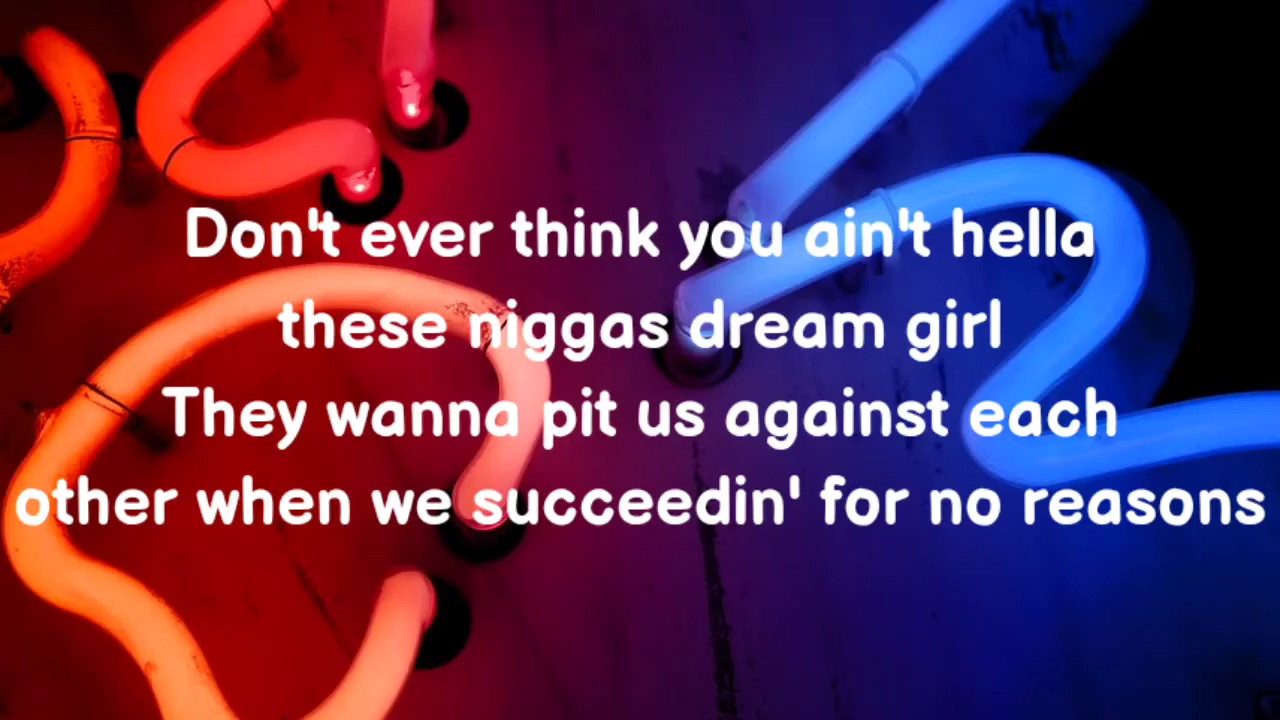 Don't ever think you ain't hella
these niggas dream girl
They wanna pit us against each
other when we succeedin' for no reasons